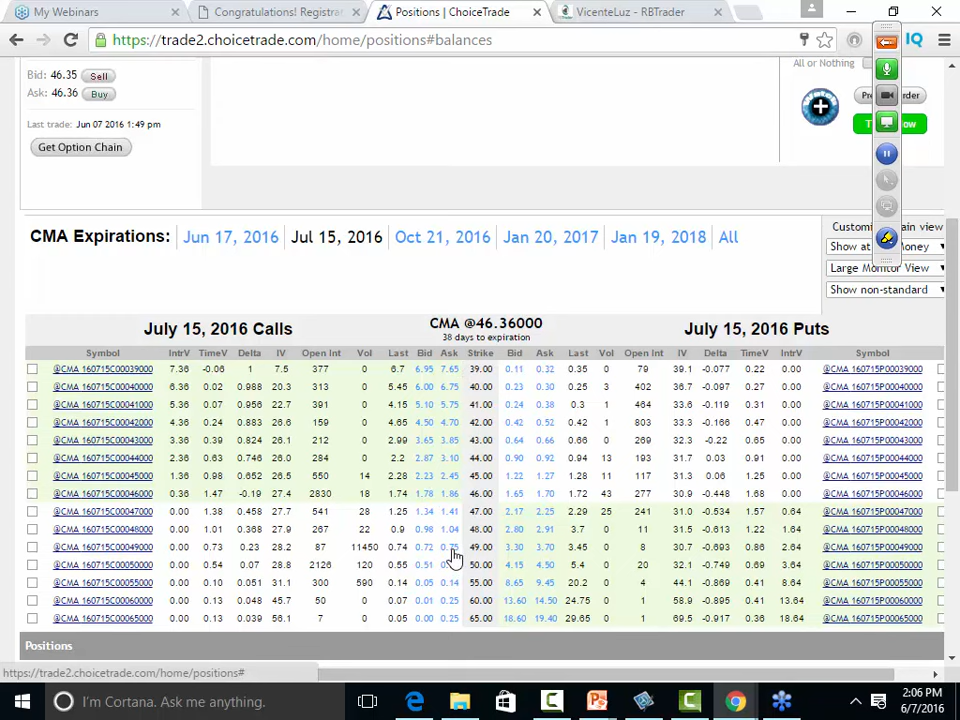 My Webinars
Congratulations! Registra
Positions | ChoiceTrade
VicenteLuz - RBTrader
https://trade2.choicetrade.com/home/positions#balances
IQ
Bid: 46.35 Sell
Ask: 46.36 Buy
Last trade: Jun 07 2016 1:49 pm
Get Option Chain
All or Nothing
CMA Expirations: Jun 17, 2016 Jul 15, 2016 Oct 21, 2016 Jan 20, 2017 Jan 19, 2018 All
Show at
Large Monitor View
Show non-standard
July 15, 2016 Calls CMA @46.36000 July 15, 2016 Puts
38 days to expiration
Symbol IntrV TimeV Delta IV Open Int Vol Last Bid Ask Strike Bid Ask Last Vol Open Int IV Delta TimeV IntrV Symbol
@CMA 160715C00039000 7.36 -0.06 1 7.5 377 0 6.7 6.95 7.65 39.00 0.11 0.32 0.35 0 79 39.1 -0.077 0.22 0.00 @CMA 160715P00039000
@CMA 160715C00040000 6.36 0.02 0.988 20.3 313 0 5.45 6.00 6.75 40.00 0.23 0.30 0.25 3 402 36.7 -0.097 0.31 0.00 @CMA 160715P00040000
@CMA 160715C00041000 5.36 0.07 0.956 22.7 391 0 4.15 5.10 5.75 41.00 0.24 0.38 0.3 1 464 33.6 -0.119 0.31 0.00 @CMA 160715P00041000
@CMA 160715C00042000 4.36 0.24 0.883 26.6 159 0 4.65 4.50 4.70 42.00 0.42 0.52 0.42 1 803 33.3 -0.166 0.47 0.00 @CMA 160715P00042000
@CMA 160715C00043000 3.36 0.39 0.824 26.1 212 0 2.99 3.65 3.85 43.00 0.64 0.66 0.66 0 269 32.3 -0.22 0.65 0.00 @CMA 160715P00043000
@CMA 160715C00044000 2.36 0.63 0.746 26.0 284 0 2.2 2.87 3.10 44.00 0.90 0.92 0.94 13 193 31.4 0.03 0.91 0.00 @CMA 160715P00044000
@CMA 160715C00045000 1.36 0.98 0.652 26.5 550 14 2.28 2.23 2.45 45.00 1.22 1.27 1.28 11 117 31.3 0.06 1.25 0.00 @CMA 160715P00045000
@CMA 160715C00046000 0.36 1.47 -0.19 27.4 2830 18 1.74 1.78 1.86 46.00 1.65 1.70 1.72 43 277 30.9 -0.448 1.68 0.00 @CMA 160715P00046000
@CMA 160715C00047000 0.00 1.38 0.458 27.7 541 28 1.25 1.34 1.41 47.00 2.17 2.25 2.29 25 241 31.0 -0.534 1.57 0.64 @CMA 160715P00047000
@CMA 160715C00048000 0.00 1.01 0.368 27.9 267 22 0.9 0.98 1.04 48.00 2.80 2.91 3.7 0 11 31.5 -0.613 1.22 1.64 @CMA 160715P00048000
@CMA 160715C00049000 0.00 0.73 0.23 28.2 87 11450 0.74 0.72 0.75 49.00 3.30 3.70 3.45 0 8 30.7 -0.693 0.86 2.64 @CMA 160715P00049000
@CMA 160715C00050000 0.00 0.54 0.07 28.8 2126 120 0.55 0.51 50.00 4.15 4.50 5.4 0 20 32.1 -0.749 0.69 3.64 @CMA 160715P00050000
@CMA 160715C00055000 0.00 0.10 0.051 31.1 300 590 0.14 0.05 0.14 55.00 8.65 9.45 20.2 0 4 44.1 -0.869 0.41 8.64 @CMA 160715P00055000
@CMA 160715C00060000 0.00 0.13 0.048 45.7 50 0 0.07 0.01 0.25 60.00 13.60 14.50 24.75 0 1 58.9 -0.895 0.41 13.64 @CMA 160715P00060000
@CMA 160715C00065000 0.00 0.13 0.039 56.1 7 0 0.05 0.00 0.25 65.00 18.60 19.40 29.65 0 1 69.5 -0.917 0.36 18.64 @CMA 160715P00065000
Positions
https://trade2.choicetrade.com/home/positions#
I'm Cortana. Ask me anything.
2:06 PM
6/7/2016